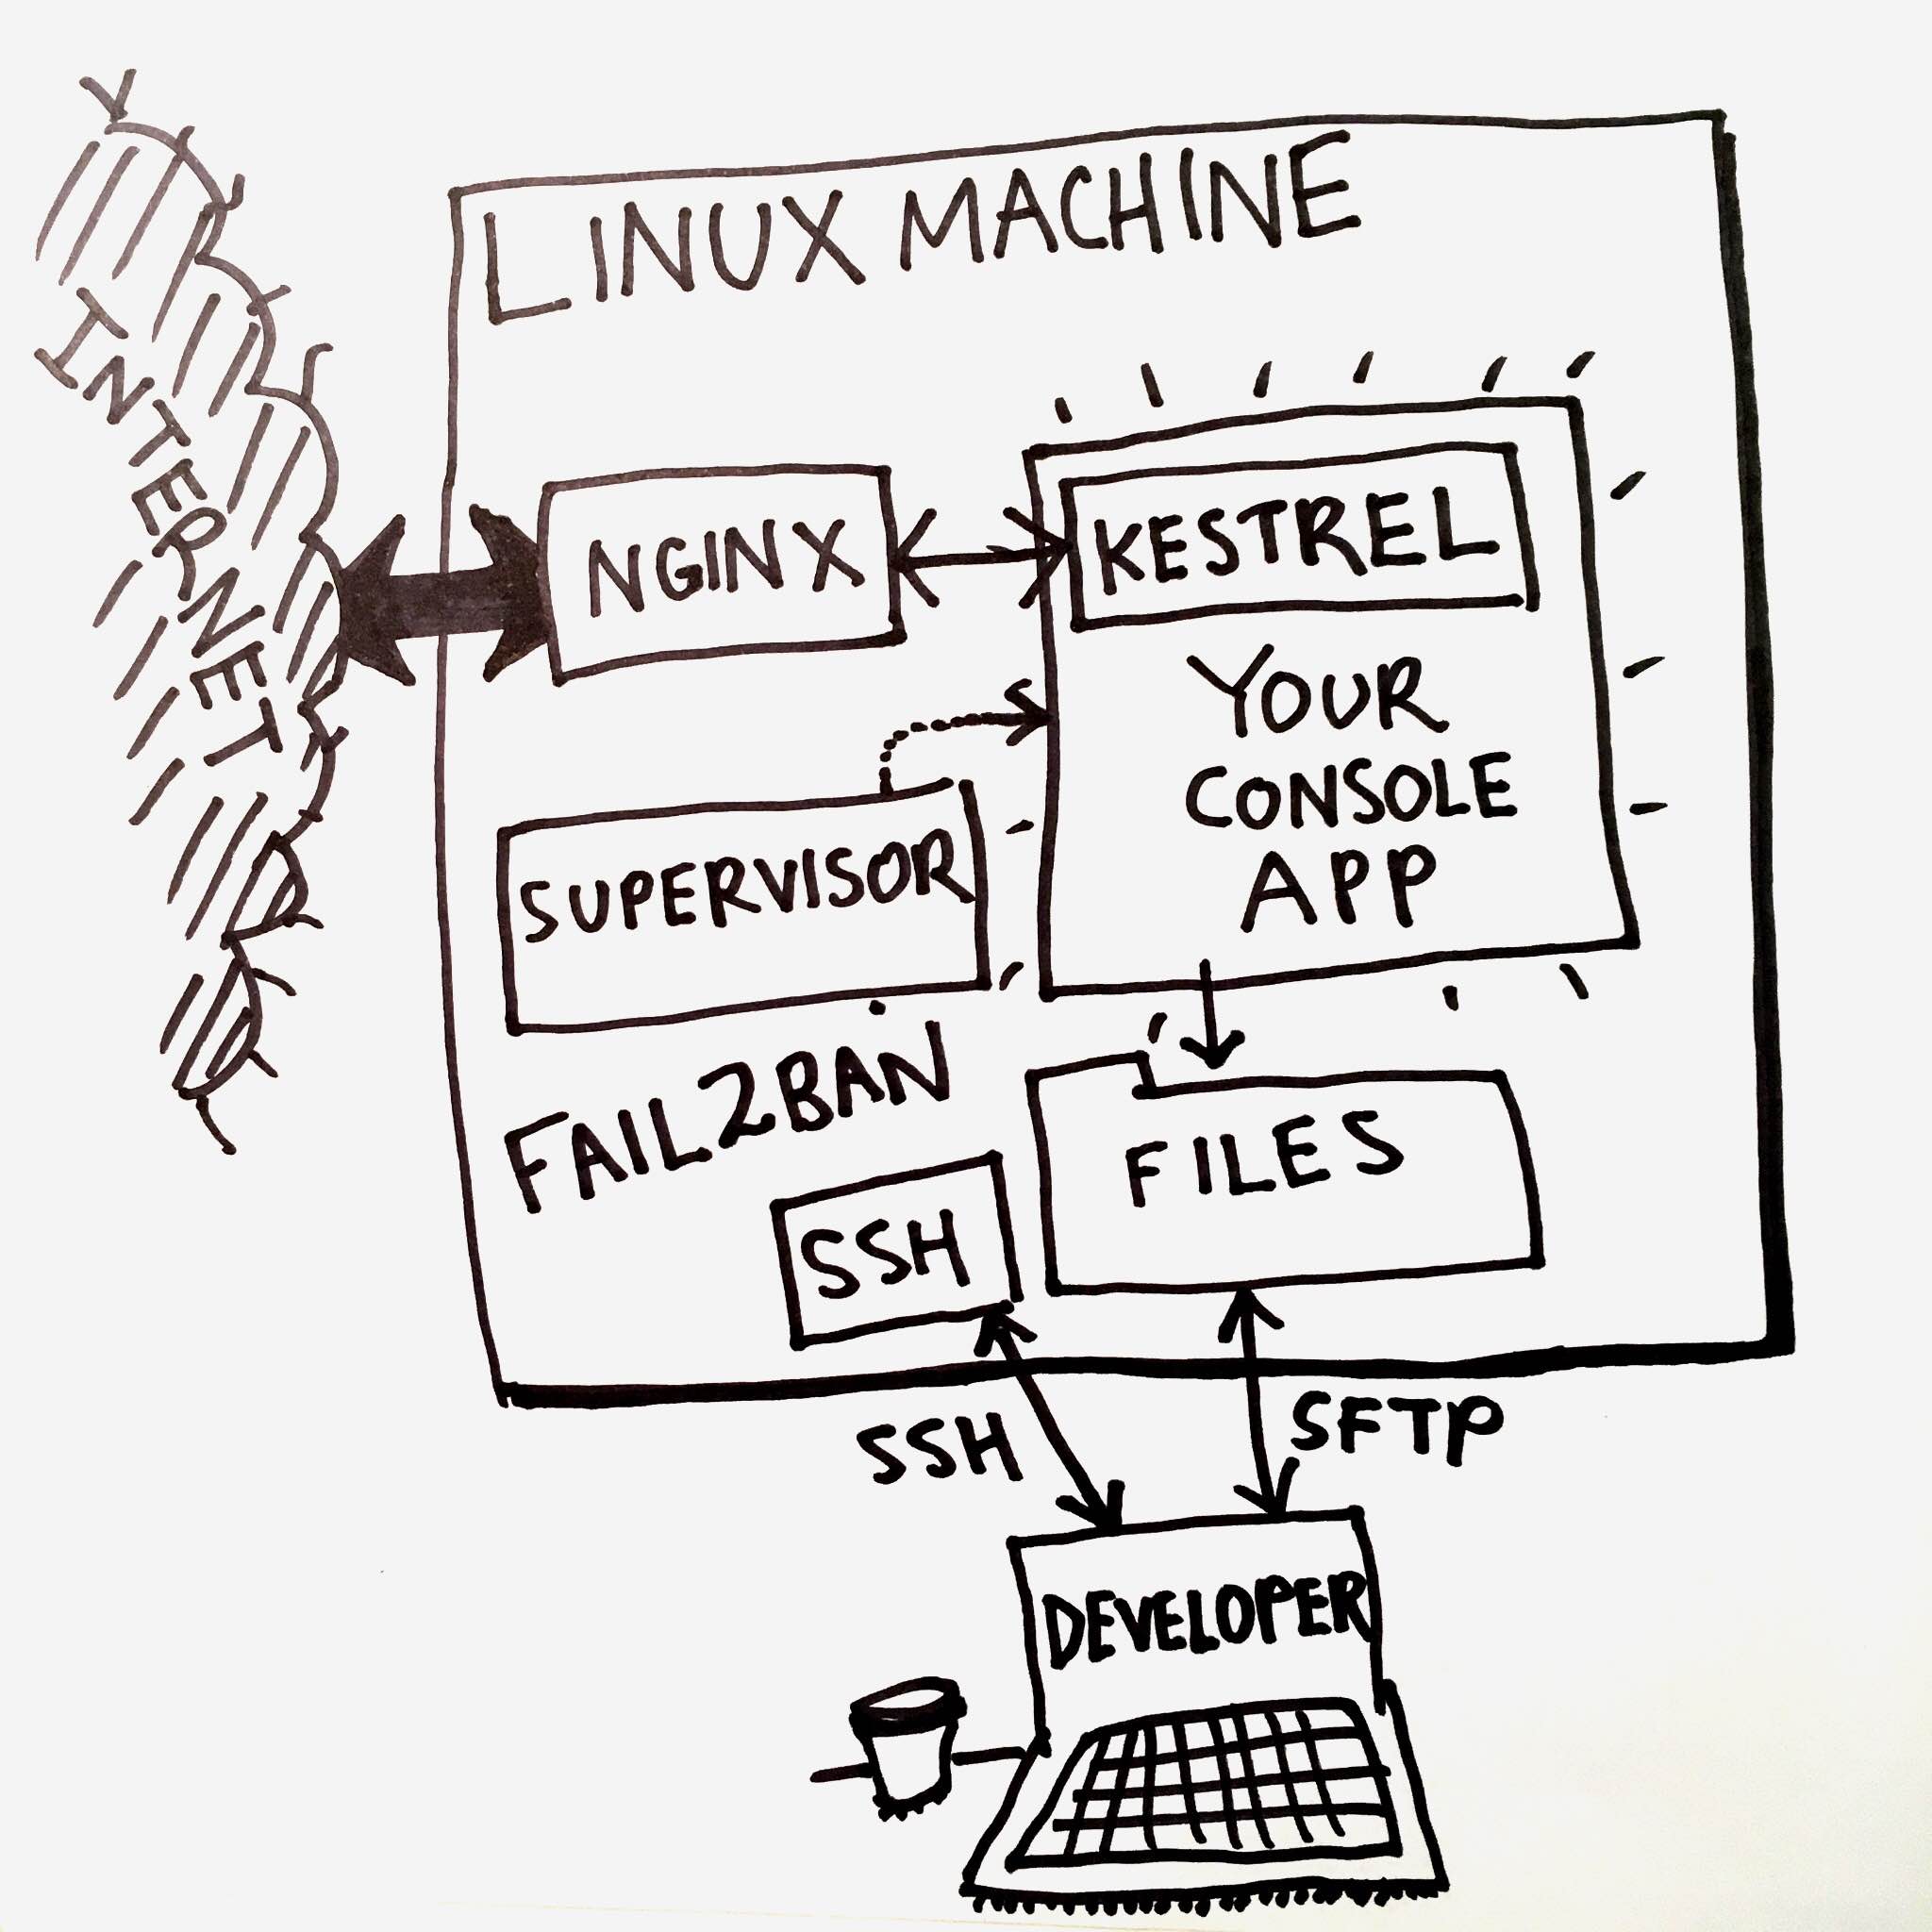 LINUX MACHINE
INTERNET
NGINX
KESTREL
YOUR
CONSOLE
APP
SUPERVISOR
FAIL2BAN
FILES
SSH
SSH
SFTP
DEVELOPER